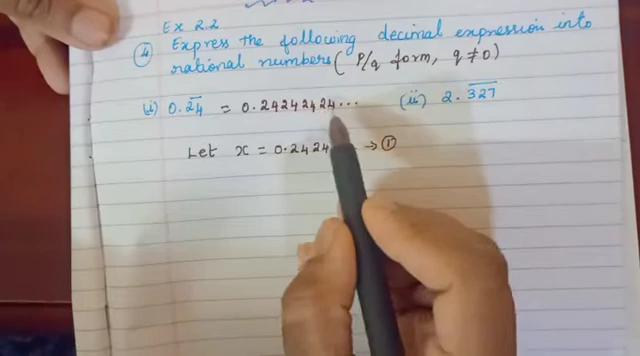 Ex 2.2
④ Express the following decimal expression into
rational numbers (P/q form, q ≠ 0)
(i) 0.2̅4̅ = 0.24242424... (ii) 2.3̅2̅7̅
Let x = 0.2424 → ①